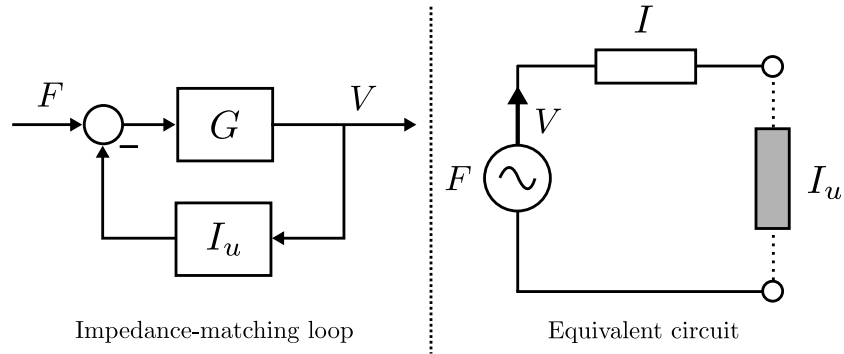 F
G
V
−
I_u
Impedance-matching loop
I
V
F
I_u
Equivalent circuit